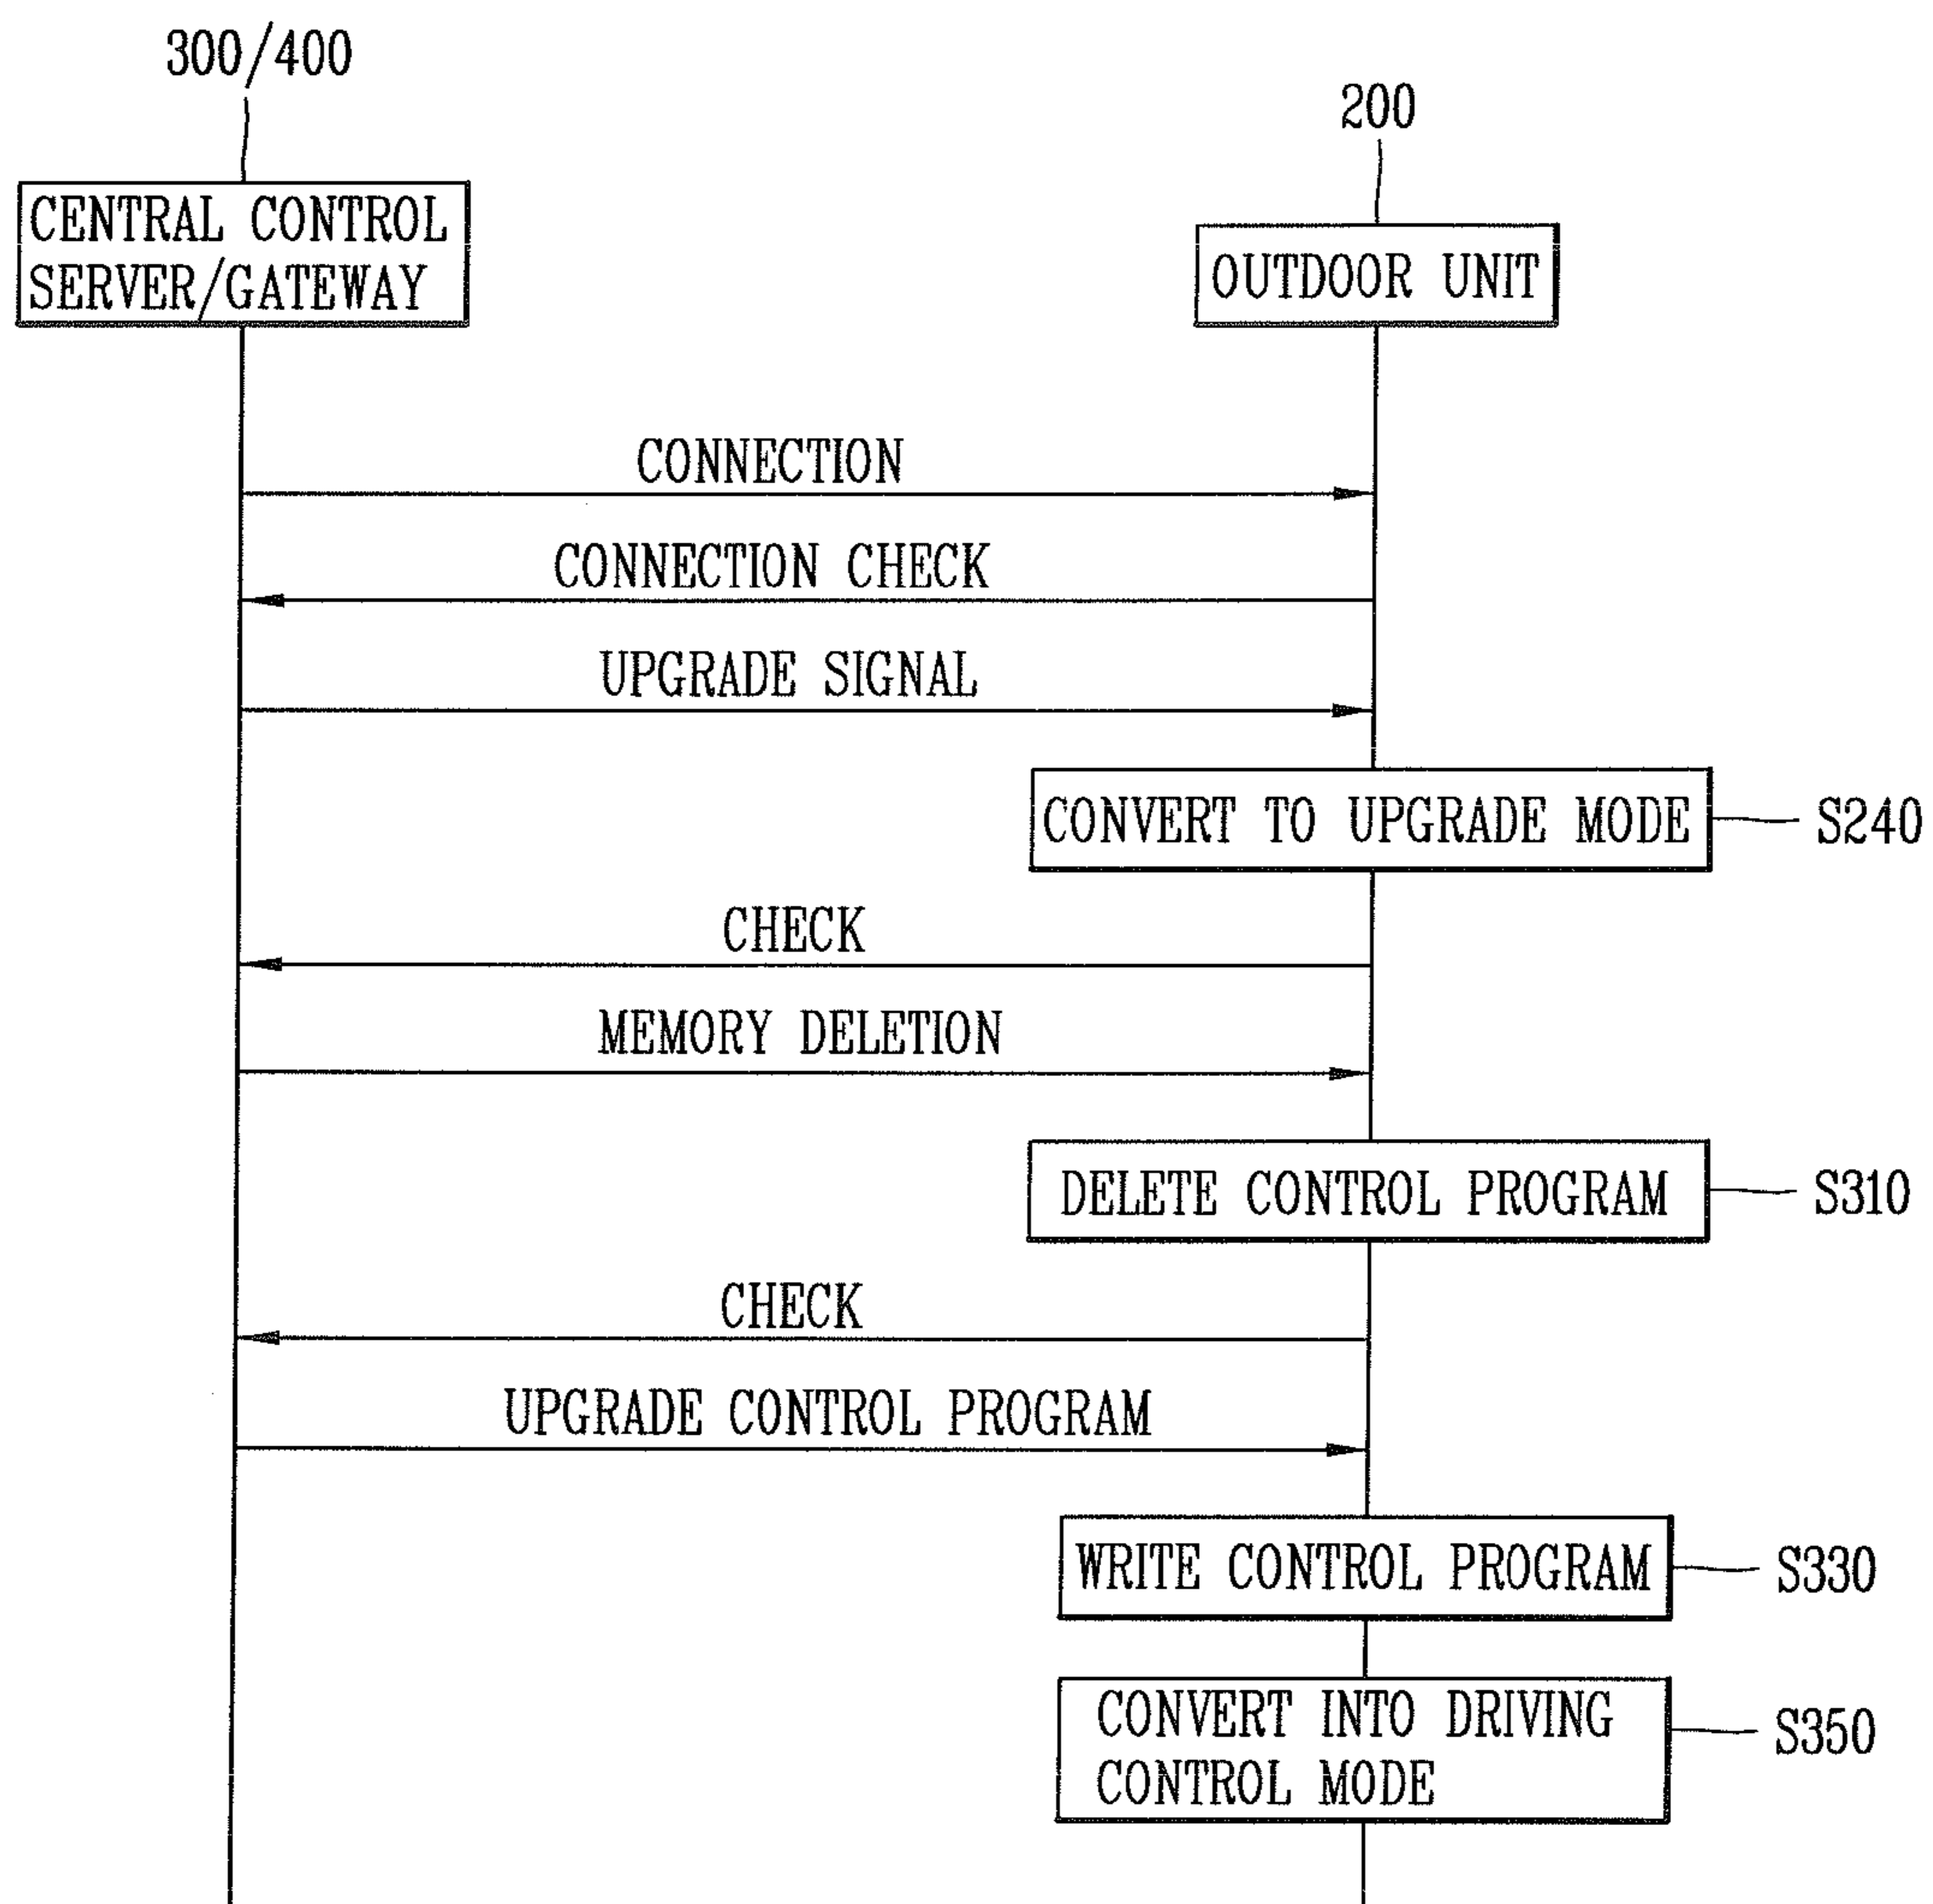 300/400
200
CENTRAL CONTROL
SERVER/GATEWAY
OUTDOOR UNIT
CONNECTION
CONNECTION CHECK
UPGRADE SIGNAL
CONVERT TO UPGRADE MODE
S240
CHECK
MEMORY DELETION
DELETE CONTROL PROGRAM
S310
CHECK
UPGRADE CONTROL PROGRAM
WRITE CONTROL PROGRAM
S330
CONVERT INTO DRIVING
CONTROL MODE
S350